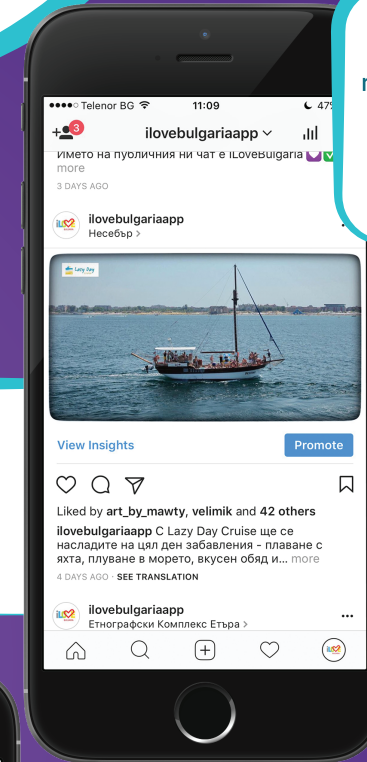 Telenor BG 11:09 47
3
ilovebulgariaapp
Името на публичния ни чат е ILoveBulgaria
more
3 DAYS AGO
ilovebulgariaapp
Несебър >
Lazy Day
View Insights Promote
Liked by art_by_mawty, velimik and 42 others
ilovebulgariaapp С Lazy Day Cruise ще се
насладите на цял ден забавления - плаване с
яхта, плуване в морето, вкусен обяд и... more
4 DAYS AGO · SEE TRANSLATION
ilovebulgariaapp
Етнографски Комплекс Етъра >